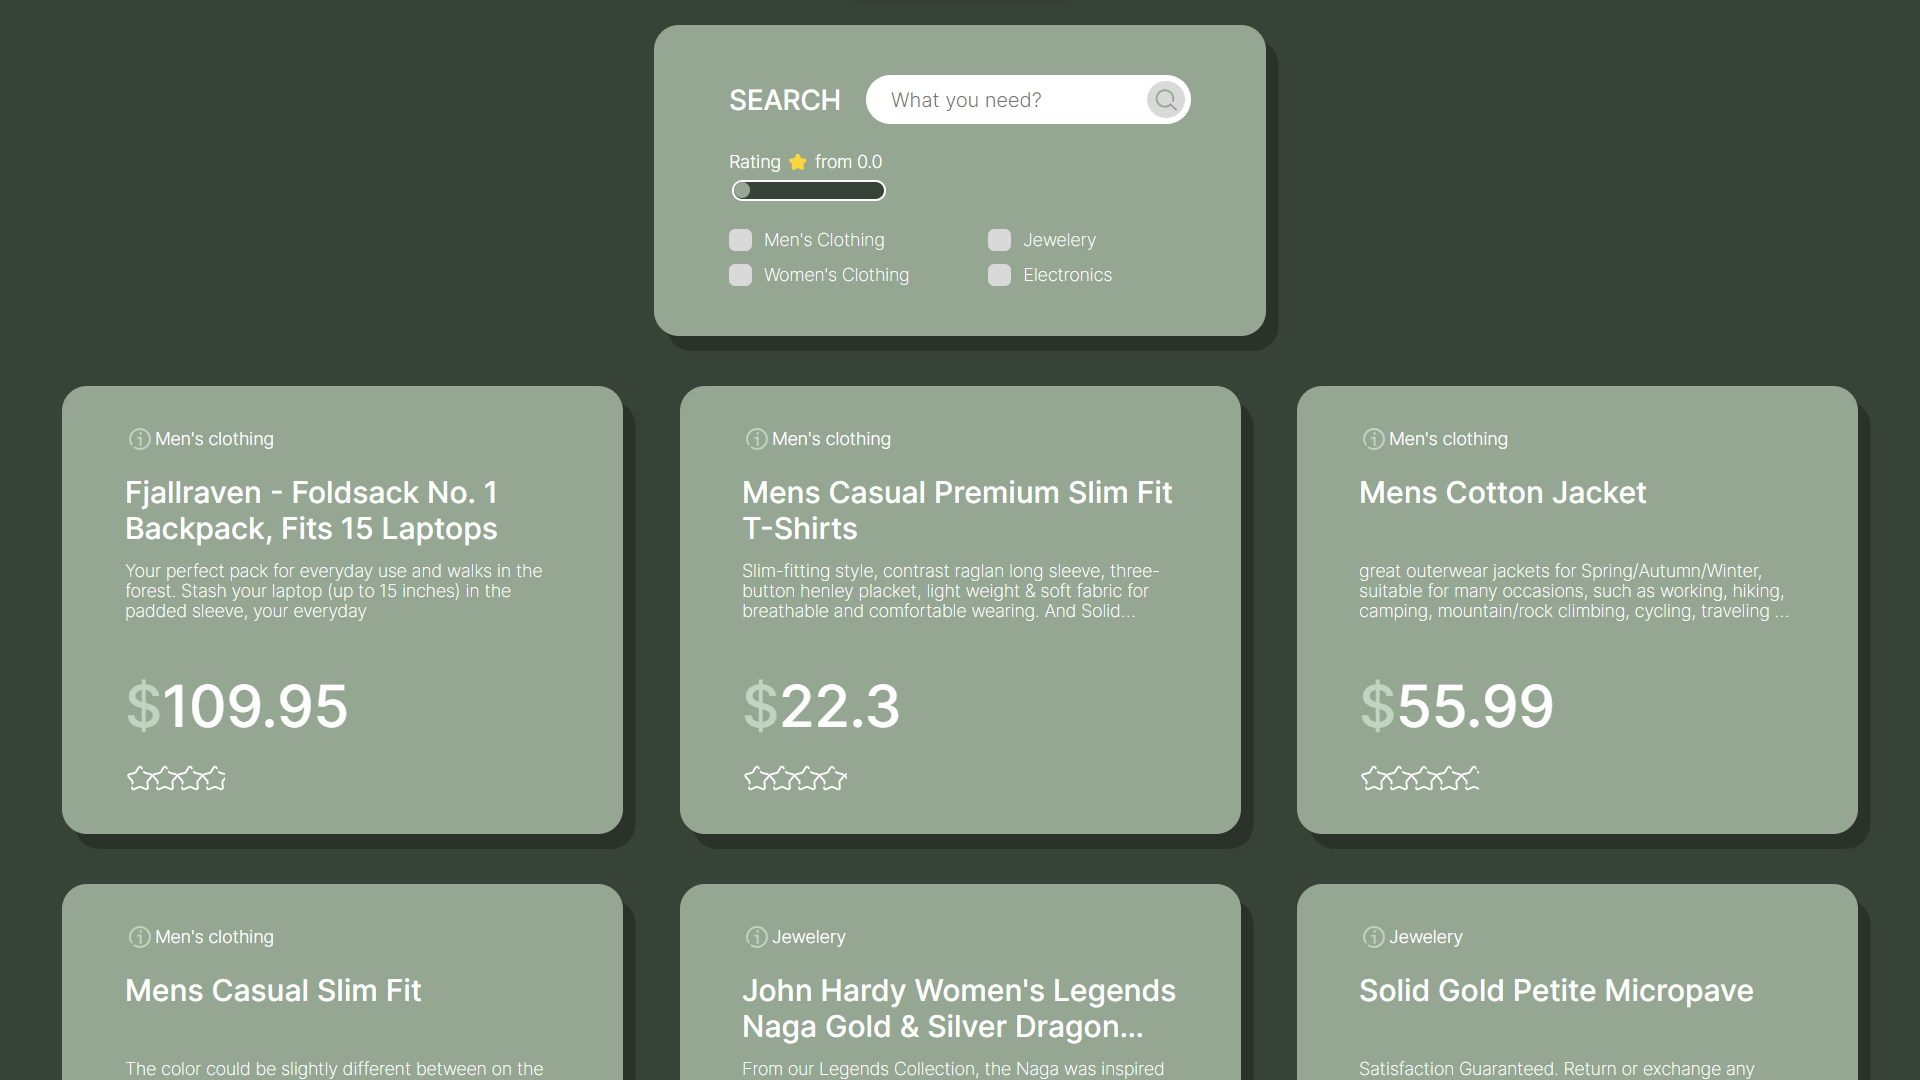 SEARCH
What you need?
Rating from 0.0
Men's Clothing
Jewelery
Women's Clothing
Electronics
Men's clothing
Fjallraven - Foldsack No. 1
Backpack, Fits 15 Laptops
Your perfect pack for everyday use and walks in the
forest. Stash your laptop (up to 15 inches) in the
padded sleeve, your everyday
$109.95
Men's clothing
Mens Casual Premium Slim Fit
T-Shirts
Slim-fitting style, contrast raglan long sleeve, three-
button henley placket, light weight & soft fabric for
breathable and comfortable wearing. And Solid...
$22.3
Men's clothing
Mens Cotton Jacket
great outerwear jackets for Spring/Autumn/Winter,
suitable for many occasions, such as working, hiking,
camping, mountain/rock climbing, cycling, traveling ...
$55.99
Men's clothing
Mens Casual Slim Fit
The color could be slightly different between on the
Jewelery
John Hardy Women's Legends
Naga Gold & Silver Dragon...
From our Legends Collection, the Naga was inspired
Jewelery
Solid Gold Petite Micropave
Satisfaction Guaranteed. Return or exchange any